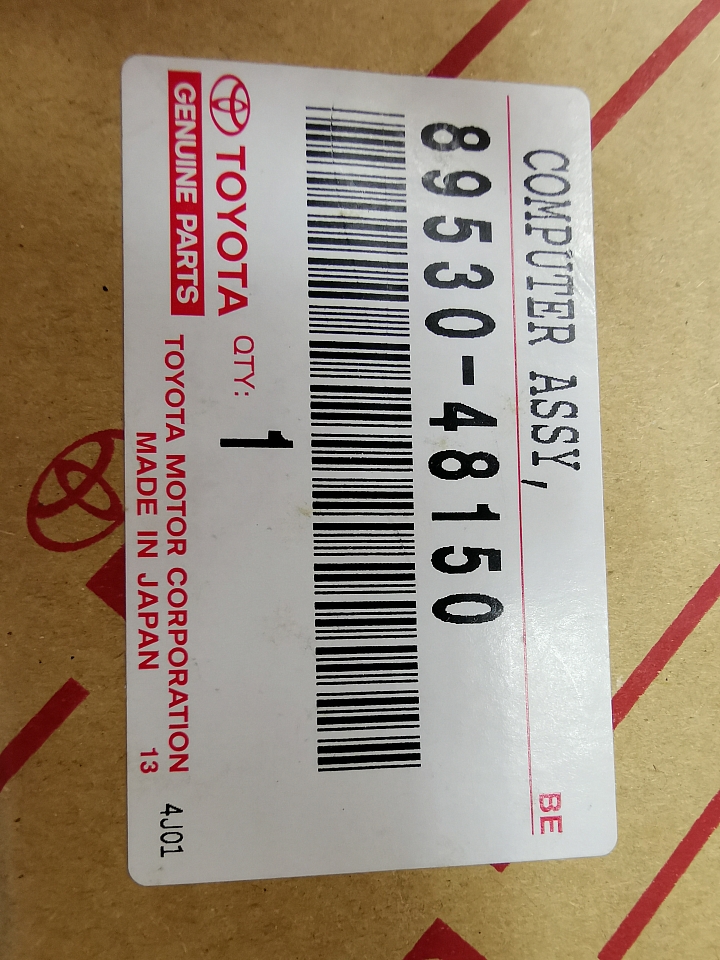 COMPUTER ASSY,
BE
89530-48150
TOYOTA
QTY:
1
GENUINE PARTS
TOYOTA MOTOR CORPORATION
MADE IN JAPAN
13
4J01